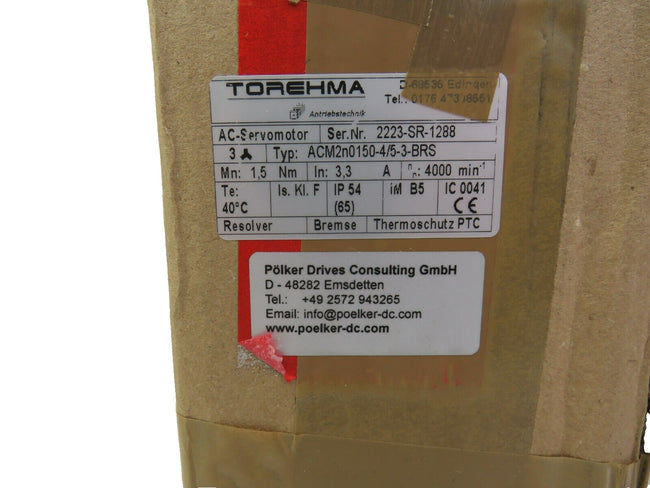 TOREHMA
D-68535 Edingen
Antriebstechnik
AC-Servomotor Ser.Nr. 2223-SR-1288
3 Typ: ACM2n0150-4/5-3-BRS
Mn: 1,5 Nm In: 3,3 A n: 4000 min⁻¹
Te: 40°C Is. Kl. F IP 54 (65) iM B5 IC 0041 CE
Resolver Bremse Thermoschutz PTC
Pölker Drives Consulting GmbH
D - 48282 Emsdetten
Tel.: +49 2572 943265
Email: info@poelker-dc.com
www.poelker-dc.com